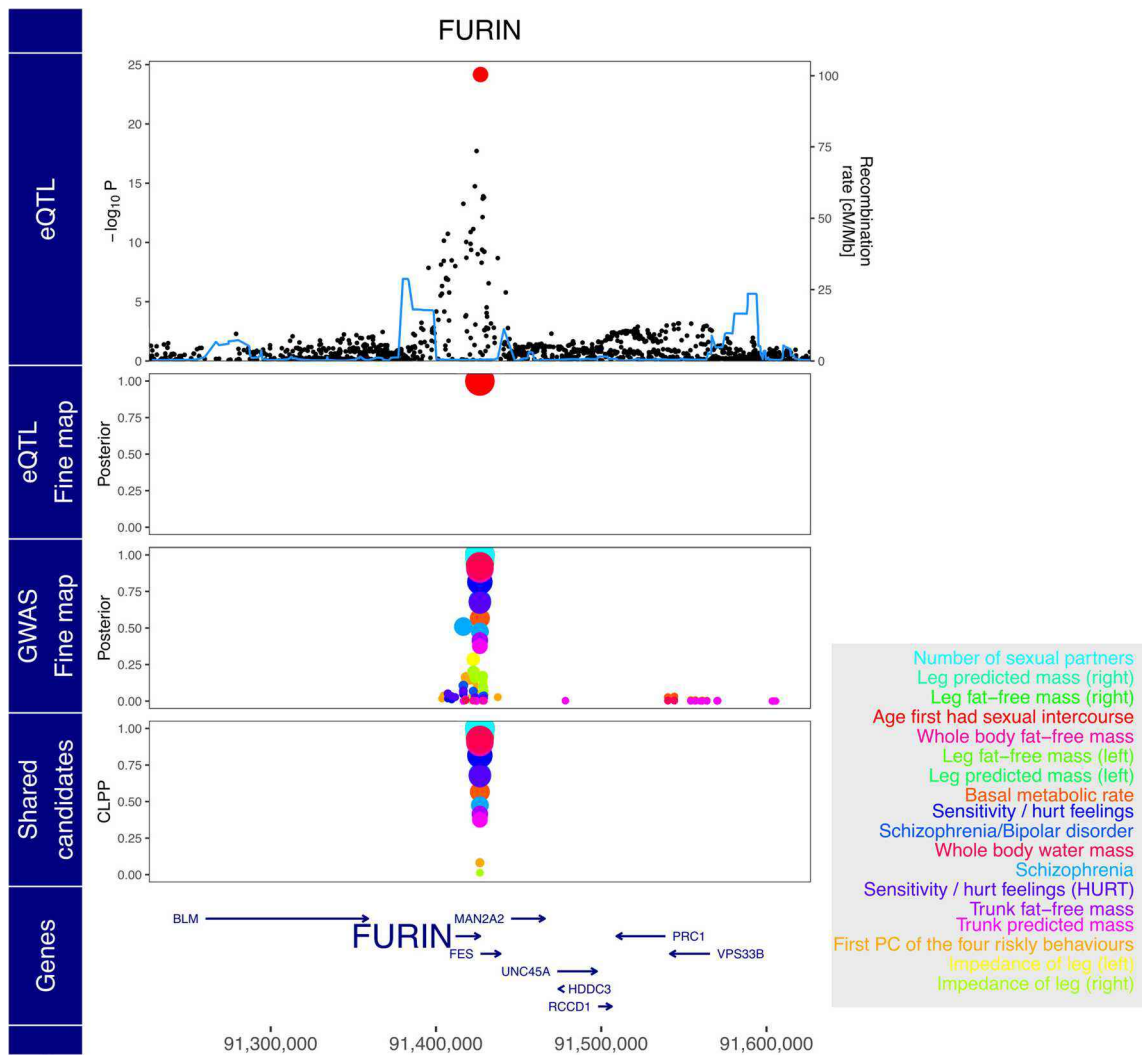 FURIN
eQTL
− log10 P
25
20
15
10
5
0
Recombination
rate [cM/Mb]
100
75
50
25
0
eQTL
Fine map
Posterior
1.00
0.75
0.50
0.25
0.00
GWAS
Fine map
Posterior
1.00
0.75
0.50
0.25
0.00
Shared
candidates
CLPP
1.00
0.75
0.50
0.25
0.00
Number of sexual partners
Leg predicted mass (right)
Leg fat−free mass (right)
Age first had sexual intercourse
Whole body fat−free mass
Leg fat−free mass (left)
Leg predicted mass (left)
Basal metabolic rate
Sensitivity / hurt feelings
Schizophrenia/Bipolar disorder
Whole body water mass
Schizophrenia
Sensitivity / hurt feelings (HURT)
Trunk fat−free mass
Trunk predicted mass
First PC of the four riskly behaviours
Impedance of leg (left)
Impedance of leg (right)
Genes
BLM
MAN2A2
FURIN
PRC1
FES
VPS33B
UNC45A
HDDC3
RCCD1
91,300,000
91,400,000
91,500,000
91,600,000